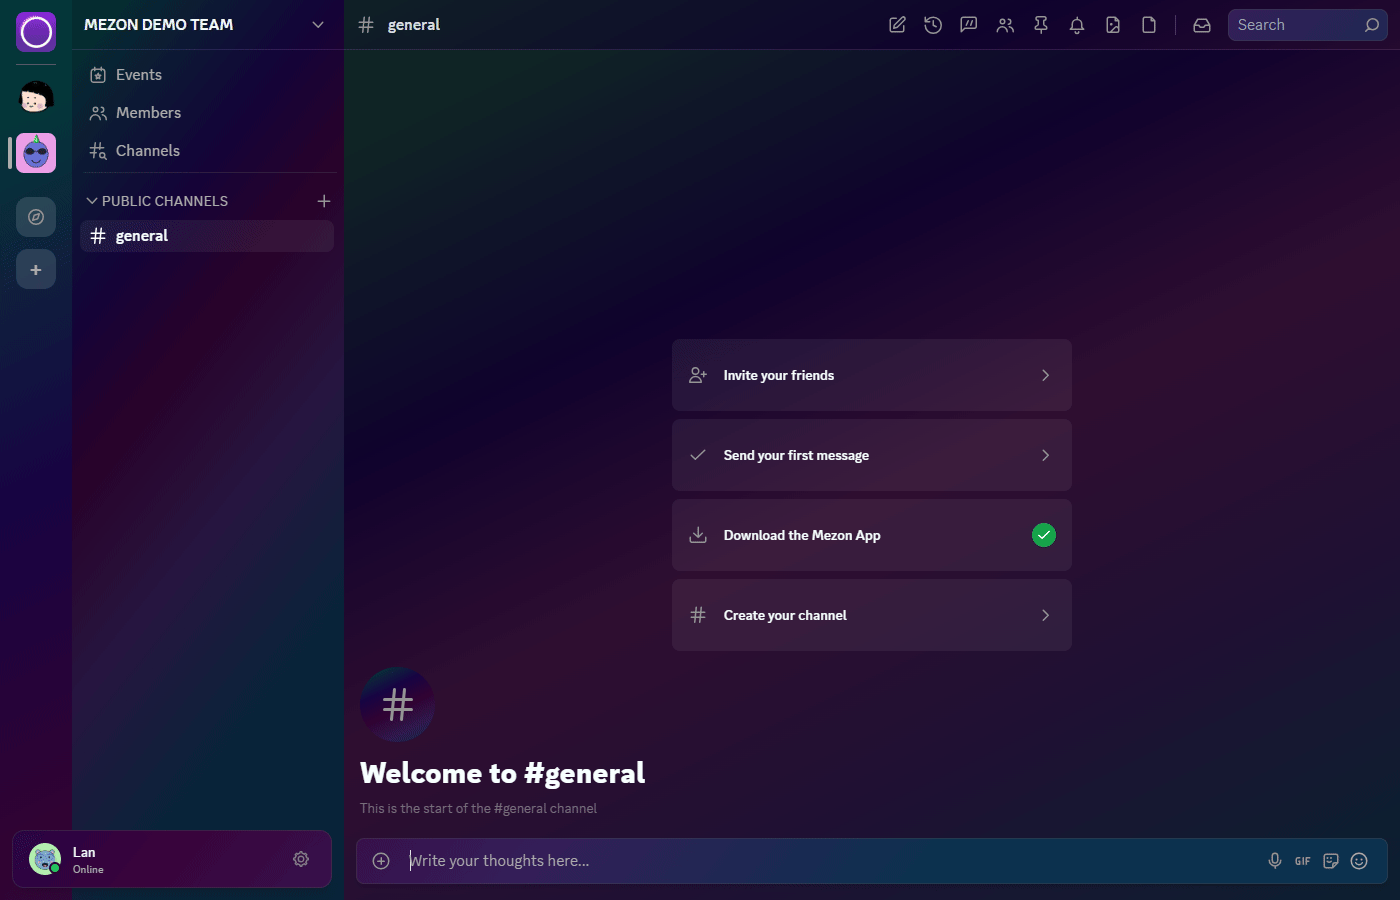 MEZON DEMO TEAM
general
Search
Events
Members
Channels
PUBLIC CHANNELS
general
Invite your friends
Send your first message
Download the Mezon App
Create your channel
Welcome to #general
This is the start of the #general channel
Lan
Online
Write your thoughts here...
GIF